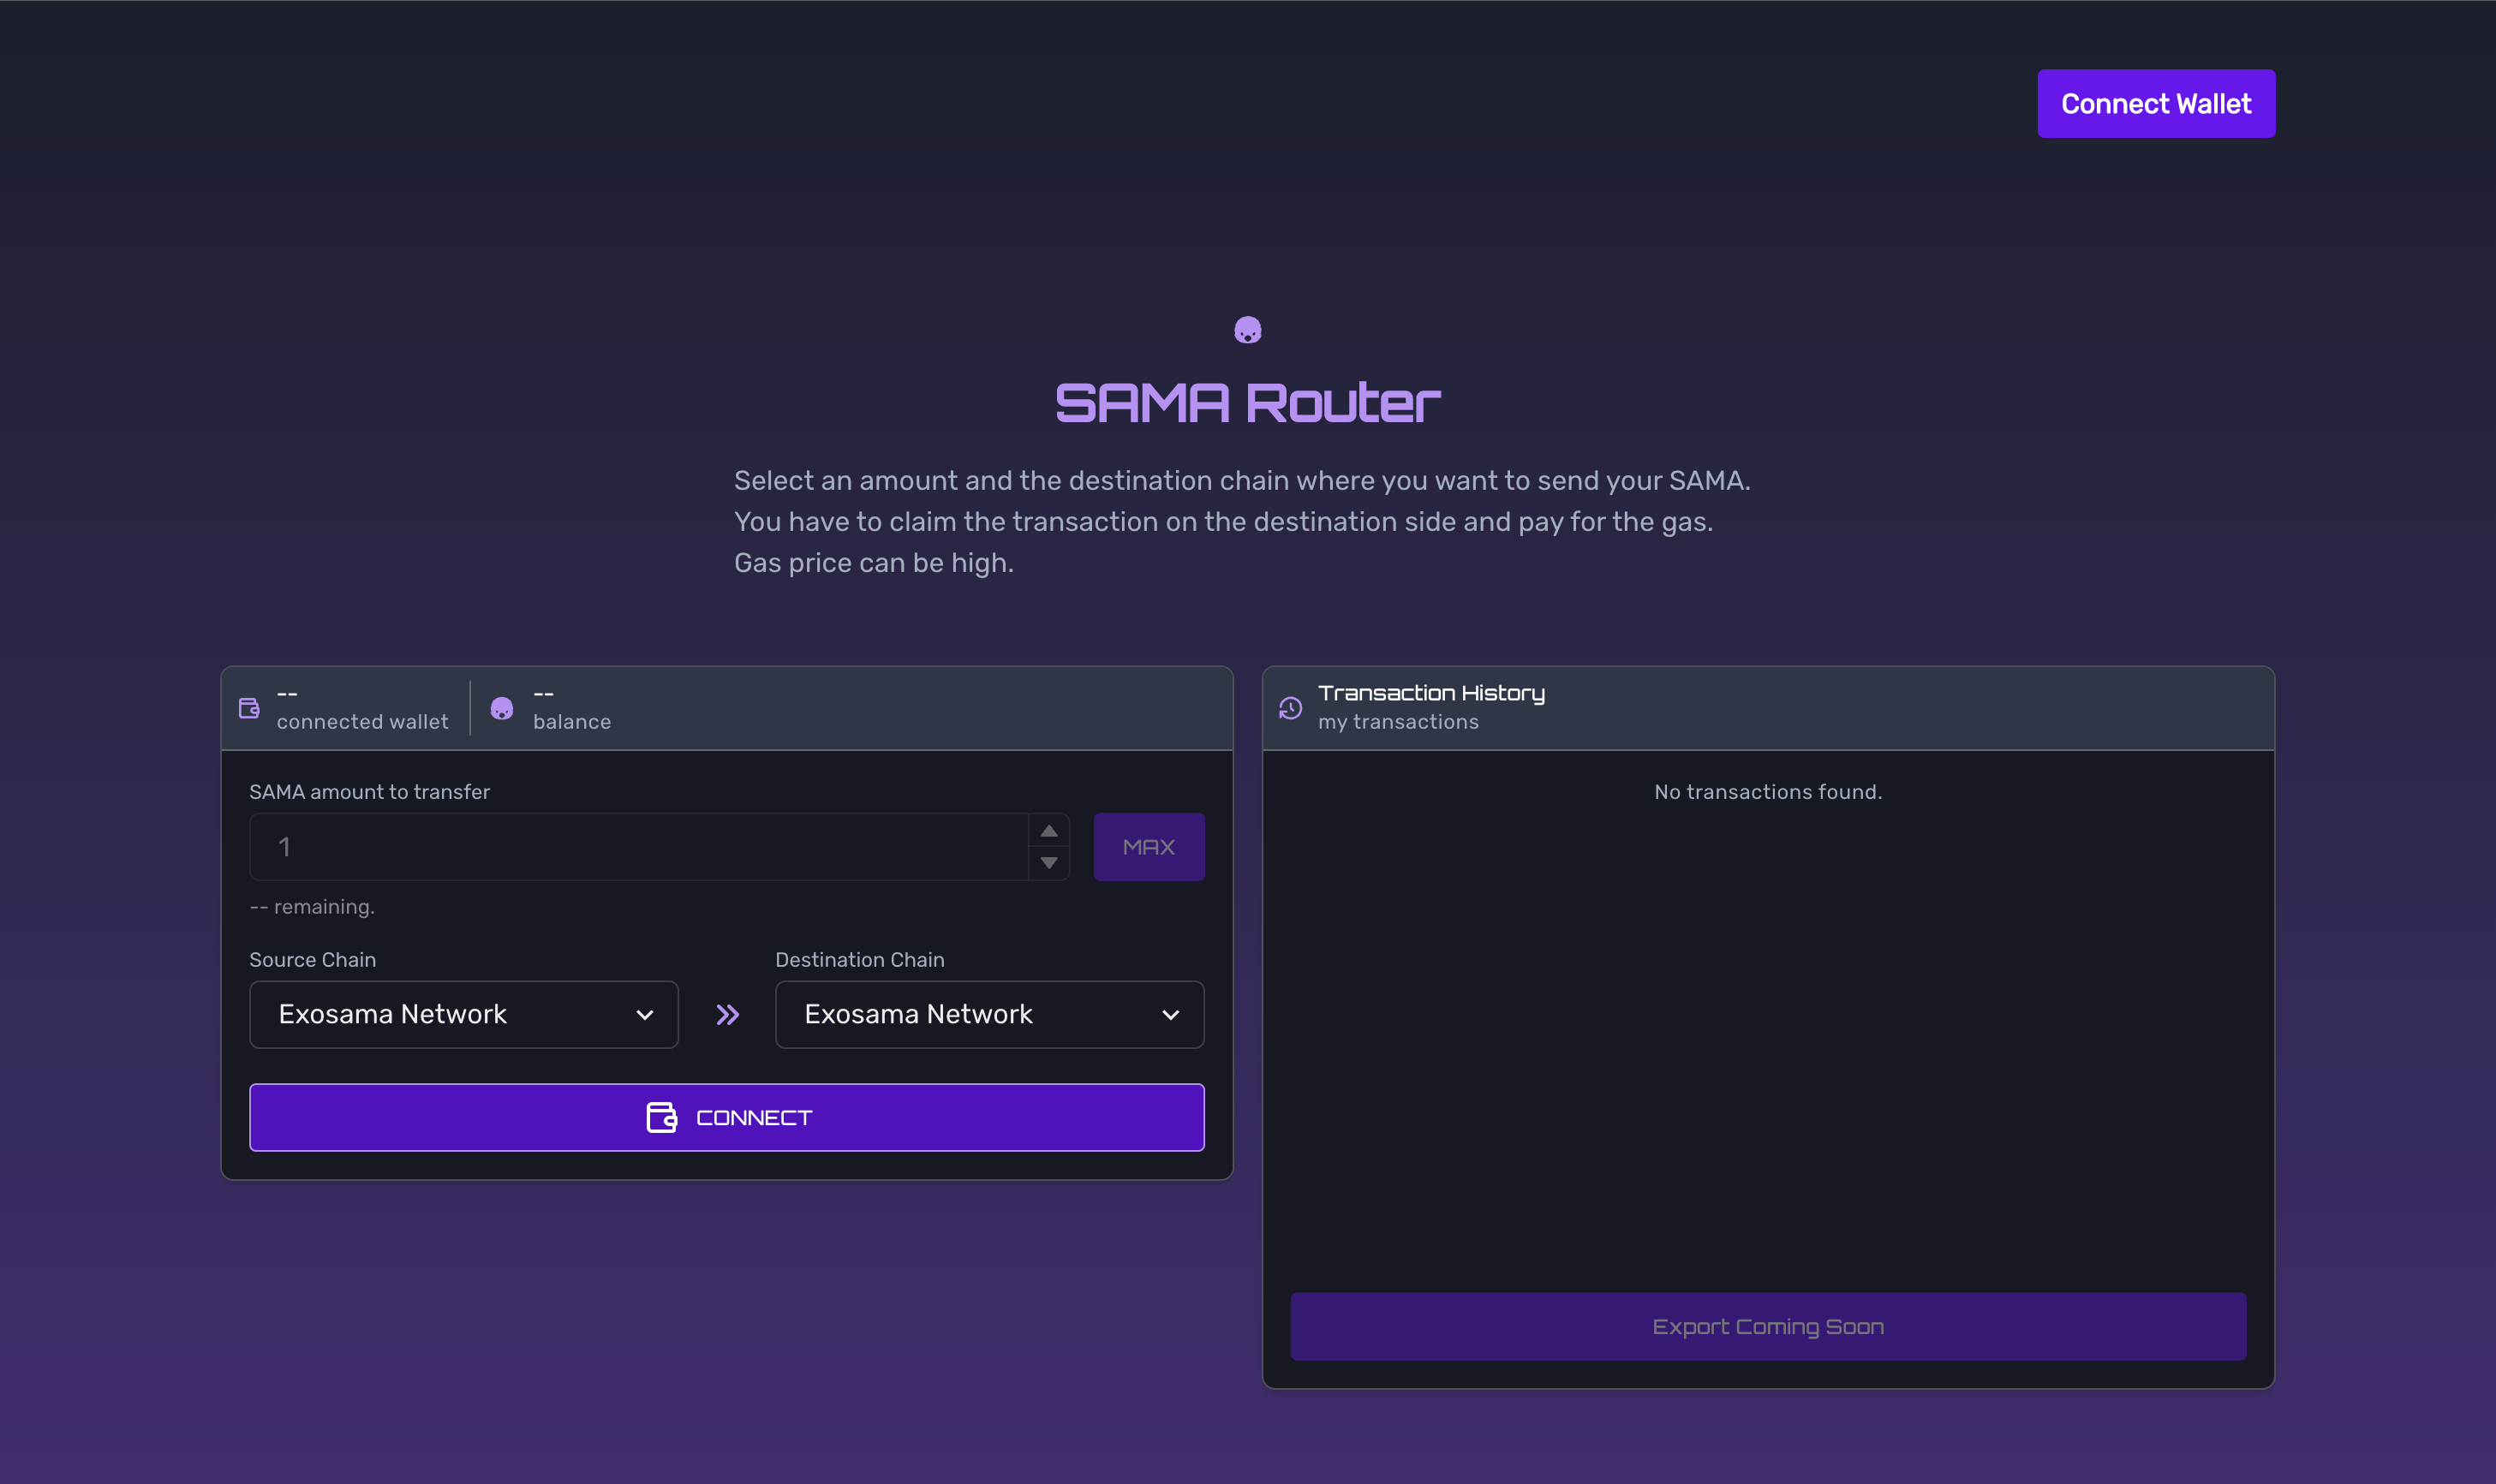 Connect Wallet
SAMA Router
Select an amount and the destination chain where you want to send your SAMA.
You have to claim the transaction on the destination side and pay for the gas.
Gas price can be high.
--
connected wallet
--
balance
SAMA amount to transfer
1
MAX
-- remaining.
Source Chain
Destination Chain
Exosama Network
Exosama Network
CONNECT
Transaction History
my transactions
No transactions found.
Export Coming Soon